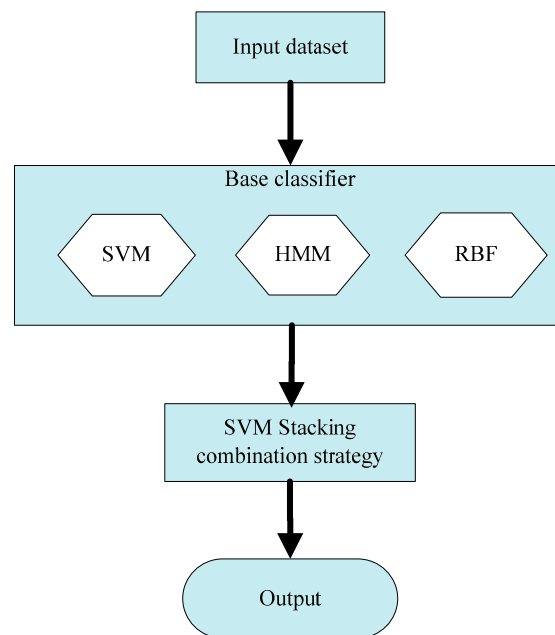 Input dataset
Base classifier
SVM
HMM
RBF
SVM Stacking
combination strategy
Output